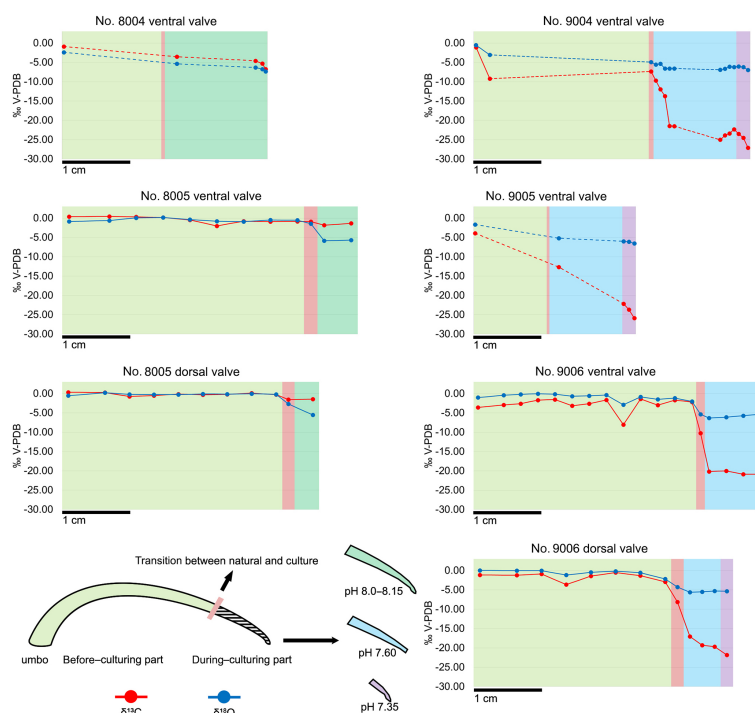 No. 8004 ventral valve
0.00
-5.00
-10.00
-15.00
-20.00
-25.00
-30.00
‰ V-PDB
1 cm
No. 9004 ventral valve
0.00
-5.00
-10.00
-15.00
-20.00
-25.00
-30.00
‰ V-PDB
1 cm
No. 8005 ventral valve
0.00
-5.00
-10.00
-15.00
-20.00
-25.00
-30.00
‰ V-PDB
1 cm
No. 9005 ventral valve
0.00
-5.00
-10.00
-15.00
-20.00
-25.00
-30.00
‰ V-PDB
1 cm
No. 8005 dorsal valve
0.00
-5.00
-10.00
-15.00
-20.00
-25.00
-30.00
‰ V-PDB
1 cm
No. 9006 ventral valve
0.00
-5.00
-10.00
-15.00
-20.00
-25.00
-30.00
‰ V-PDB
1 cm
No. 9006 dorsal valve
0.00
-5.00
-10.00
-15.00
-20.00
-25.00
-30.00
‰ V-PDB
1 cm
Transition between natural and culture
umbo
Before–culturing part
During–culturing part
pH 8.0–8.15
pH 7.60
pH 7.35
δ¹³C
δ¹⁸O